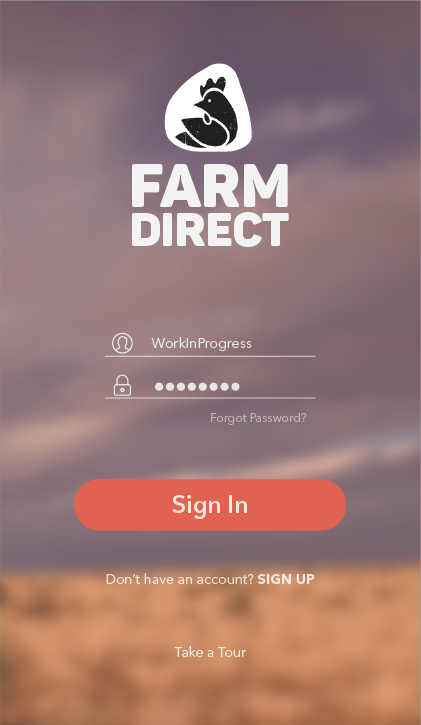 FARM
DIRECT
WorkInProgress
●●●●●●●●
Forgot Password?
Sign In
Don't have an account? SIGN UP
Take a Tour